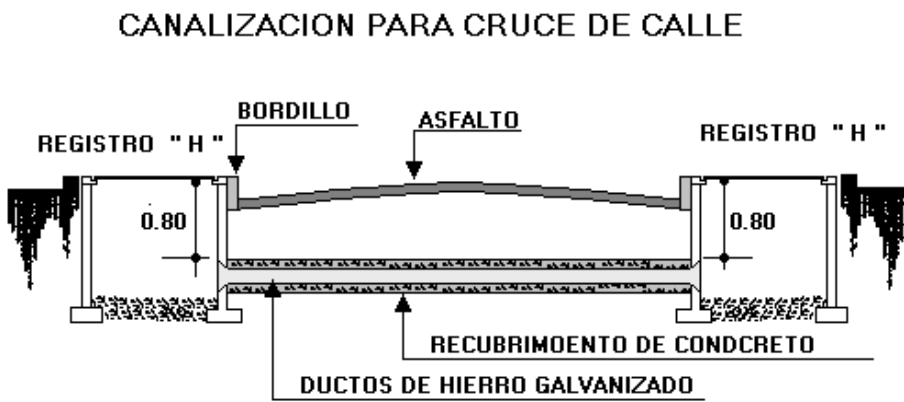 CANALIZACION PARA CRUCE DE CALLE
BORDILLO
ASFALTO
REGISTRO "H"
REGISTRO "H"
0.80
0.80
RECUBRIMOENTO DE CONDCRETO
DUCTOS DE HIERRO GALVANIZADO